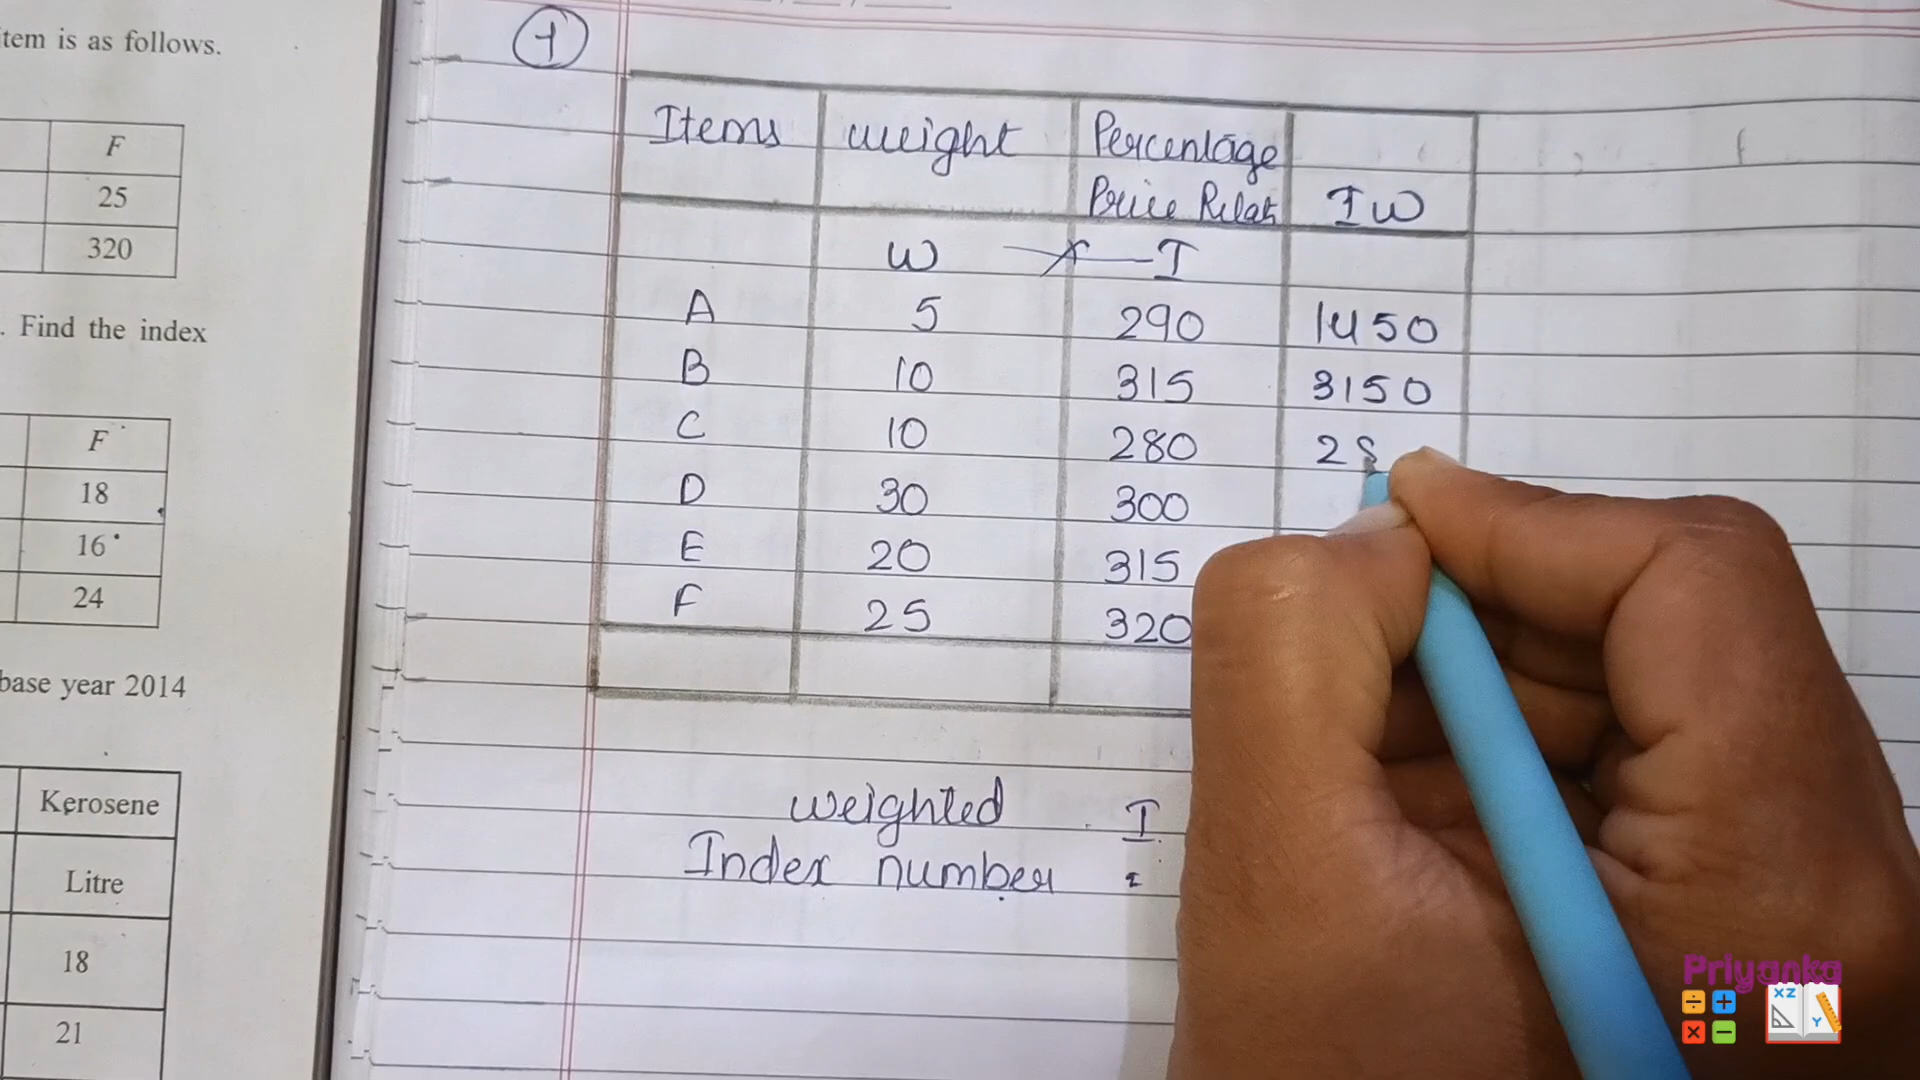 tem is as follows.
F
25
320
. Find the index
F
18
16
24
base year 2014
Kerosene
Litre
18
21
1
Items weight Percentage
Price Relati IW
W × I
A 5 290 1450
B 10 315 3150
C 10 280 28
D 30 300
E 20 315
F 25 320
weighted I
Index number :
Priyanka
÷ +
× −
XZ
Y